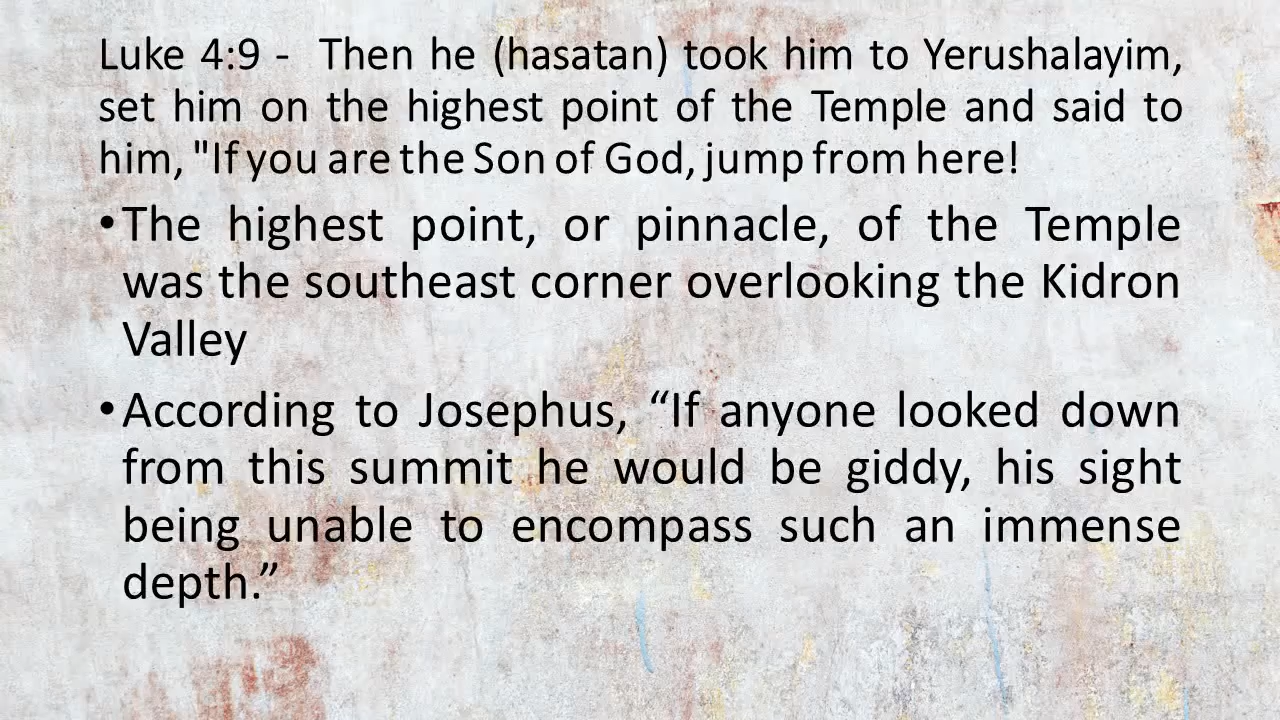 Luke 4:9 - Then he (hasatan) took him to Yerushalayim,
set him on the highest point of the Temple and said to
him, "If you are the Son of God, jump from here!
•The highest point, or pinnacle, of the Temple
was the southeast corner overlooking the Kidron
Valley
•According to Josephus, “If anyone looked down
from this summit he would be giddy, his sight
being unable to encompass such an immense
depth.”